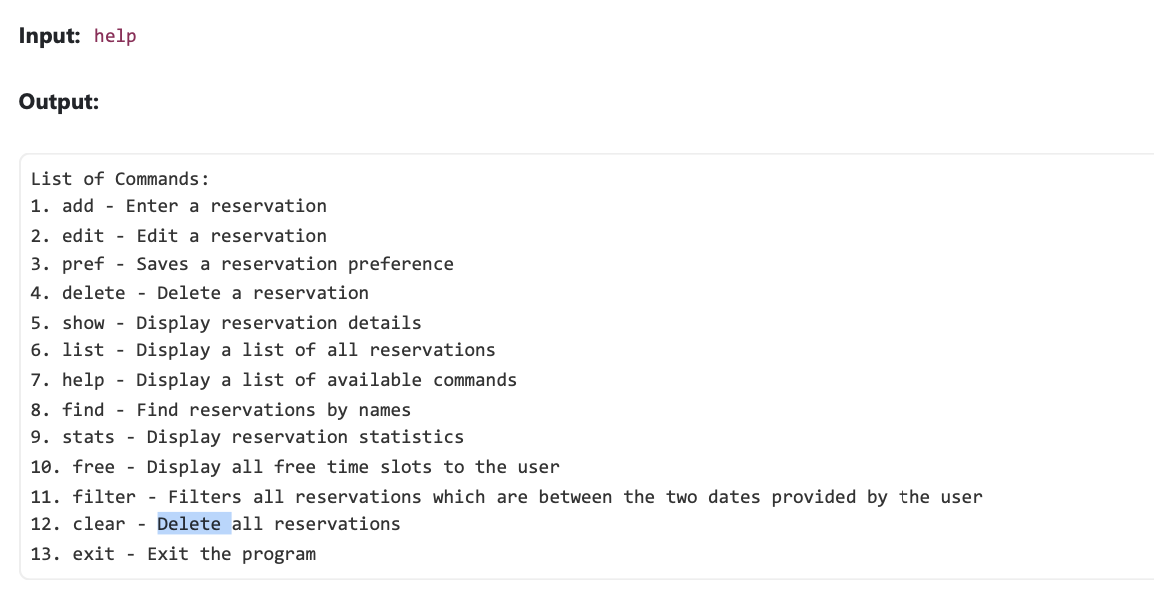 Input: help
Output:
List of Commands:
1. add - Enter a reservation
2. edit - Edit a reservation
3. pref - Saves a reservation preference
4. delete - Delete a reservation
5. show - Display reservation details
6. list - Display a list of all reservations
7. help - Display a list of available commands
8. find - Find reservations by names
9. stats - Display reservation statistics
10. free - Display all free time slots to the user
11. filter - Filters all reservations which are between the two dates provided by the user
12. clear - Delete all reservations
13. exit - Exit the program